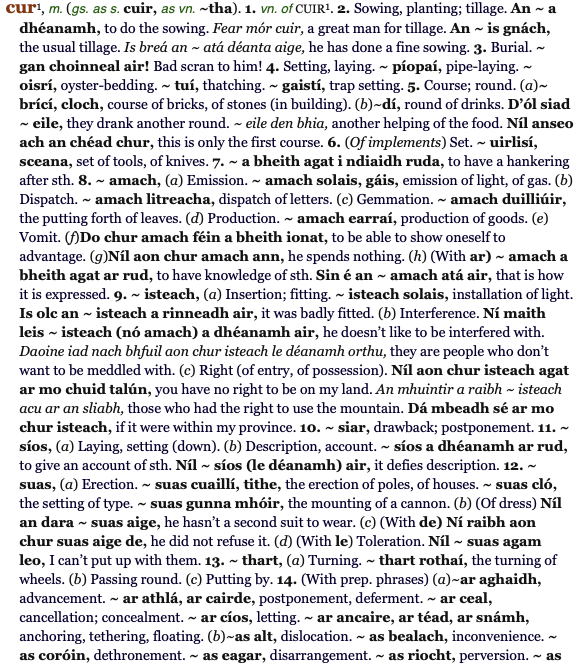 cur¹, m. (gs. as s. cuir, as vn. ~tha). 1. vn. of CUIR¹. 2. Sowing, planting; tillage. An ~ a
dhéanamh, to do the sowing. Fear mór cuir, a great man for tillage. An ~ is gnách,
the usual tillage. Is breá an ~ atá déanta aige, he has done a fine sowing. 3. Burial. ~
gan choinneal air! Bad scran to him! 4. Setting, laying. ~ píopaí, pipe-laying. ~
oisrí, oyster-bedding. ~ tuí, thatching. ~ gaistí, trap setting. 5. Course; round. (a)~
brící, cloch, course of bricks, of stones (in building). (b)~dí, round of drinks. D’ól siad
~ eile, they drank another round. ~ eile den bhia, another helping of the food. Níl anseo
ach an chéad chur, this is only the first course. 6. (Of implements) Set. ~ uirlisí,
sceana, set of tools, of knives. 7. ~ a bheith agat i ndiaidh ruda, to have a hankering
after sth. 8. ~ amach, (a) Emission. ~ amach solais, gáis, emission of light, of gas. (b)
Dispatch. ~ amach litreacha, dispatch of letters. (c) Gemmation. ~ amach duilliúir,
the putting forth of leaves. (d) Production. ~ amach earraí, production of goods. (e)
Vomit. (f)Do chur amach féin a bheith ionat, to be able to show oneself to
advantage. (g)Níl aon chur amach ann, he spends nothing. (h) (With ar) ~ amach a
bheith agat ar rud, to have knowledge of sth. Sin é an ~ amach atá air, that is how
it is expressed. 9. ~ isteach, (a) Insertion; fitting. ~ isteach solais, installation of light.
Is olc an ~ isteach a rinneadh air, it was badly fitted. (b) Interference. Ní maith
leis ~ isteach (nó amach) a dhéanamh air, he doesn’t like to be interfered with.
Daoine iad nach bhfuil aon chur isteach le déanamh orthu, they are people who don’t
want to be meddled with. (c) Right (of entry, of possession). Níl aon chur isteach agat
ar mo chuid talún, you have no right to be on my land. An mhuintir a raibh ~ isteach
acu ar an sliabh, those who had the right to use the mountain. Dá mbeadh sé ar mo
chur isteach, if it were within my province. 10. ~ siar, drawback; postponement. 11. ~
síos, (a) Laying, setting (down). (b) Description, account. ~ síos a dhéanamh ar rud,
to give an account of sth. Níl ~ síos (le déanamh) air, it defies description. 12. ~
suas, (a) Erection. ~ suas cuaillí, tithe, the erection of poles, of houses. ~ suas cló,
the setting of type. ~ suas gunna mhóir, the mounting of a cannon. (b) (Of dress) Níl
an dara ~ suas aige, he hasn’t a second suit to wear. (c) (With de) Ní raibh aon
chur suas aige de, he did not refuse it. (d) (With le) Toleration. Níl ~ suas agam
leo, I can’t put up with them. 13. ~ thart, (a) Turning. ~ thart rothaí, the turning of
wheels. (b) Passing round. (c) Putting by. 14. (With prep. phrases) (a)~ar aghaidh,
advancement. ~ ar athlá, ar cairde, postponement, deferment. ~ ar ceal,
cancellation; concealment. ~ ar cíos, letting. ~ ar ancaire, ar téad, ar snámh,
anchoring, tethering, floating. (b)~as alt, dislocation. ~ as bealach, inconvenience. ~
as coróin, dethronement. ~ as eagar, disarrangement. ~ as riocht, perversion. ~ as